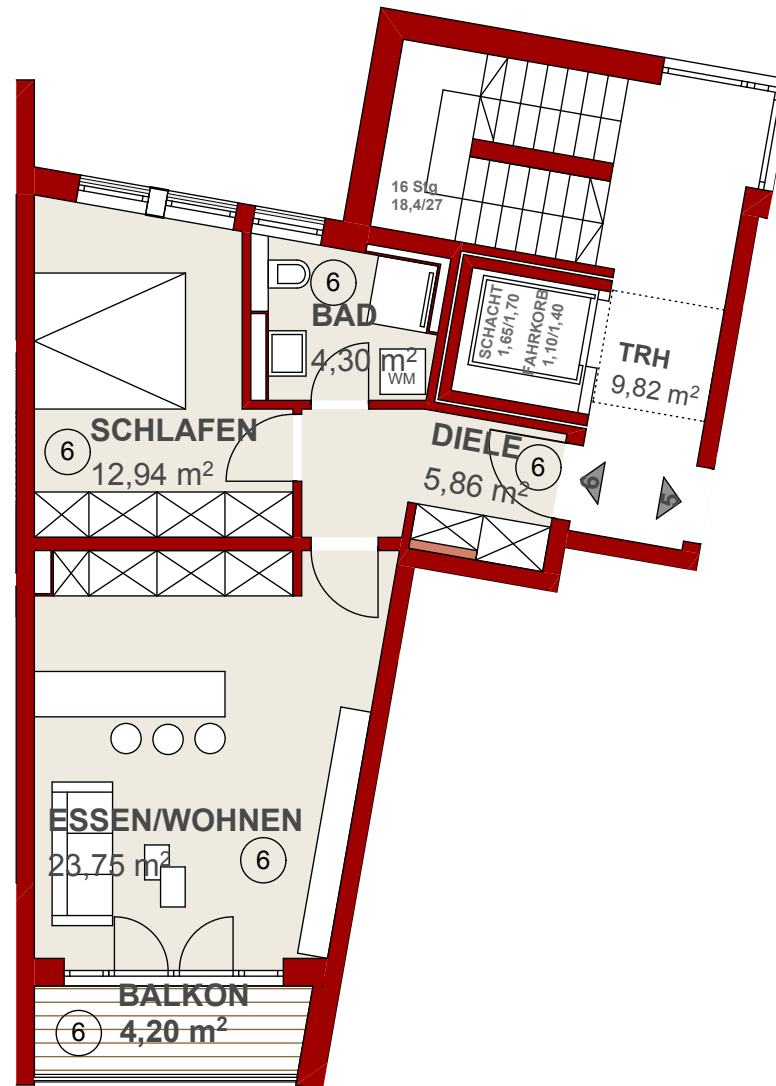 16 Stg
18,4/27
6
BAD
4,30 m²
WM
SCHACHT
1,65/1,70
FAHRKORB
1,10/1,40
TRH
9,82 m²
SCHLAFEN
6
12,94 m²
DIELE
6
5,86 m²
6
5
ESSEN/WOHNEN
23,75 m²
6
BALKON
6
4,20 m²